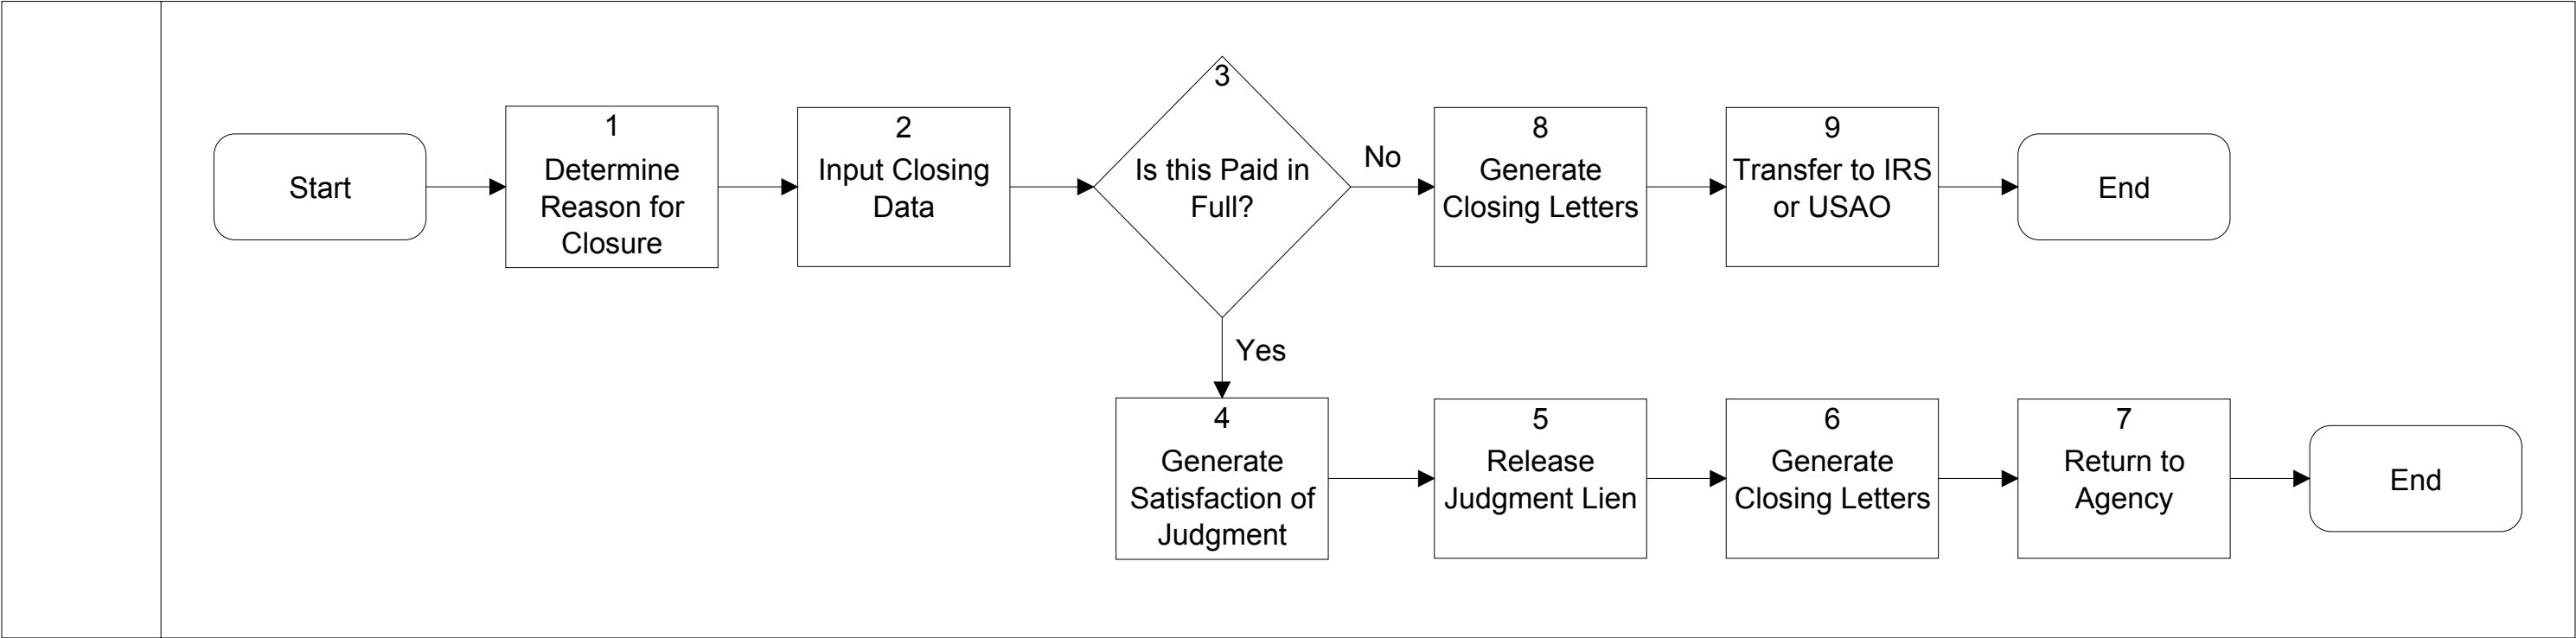 Start
1
Determine
Reason for
Closure
2
Input Closing
Data
3
Is this Paid in
Full?
No
8
Generate
Closing Letters
9
Transfer to IRS
or USAO
End
Yes
4
Generate
Satisfaction of
Judgment
5
Release
Judgment Lien
6
Generate
Closing Letters
7
Return to
Agency
End